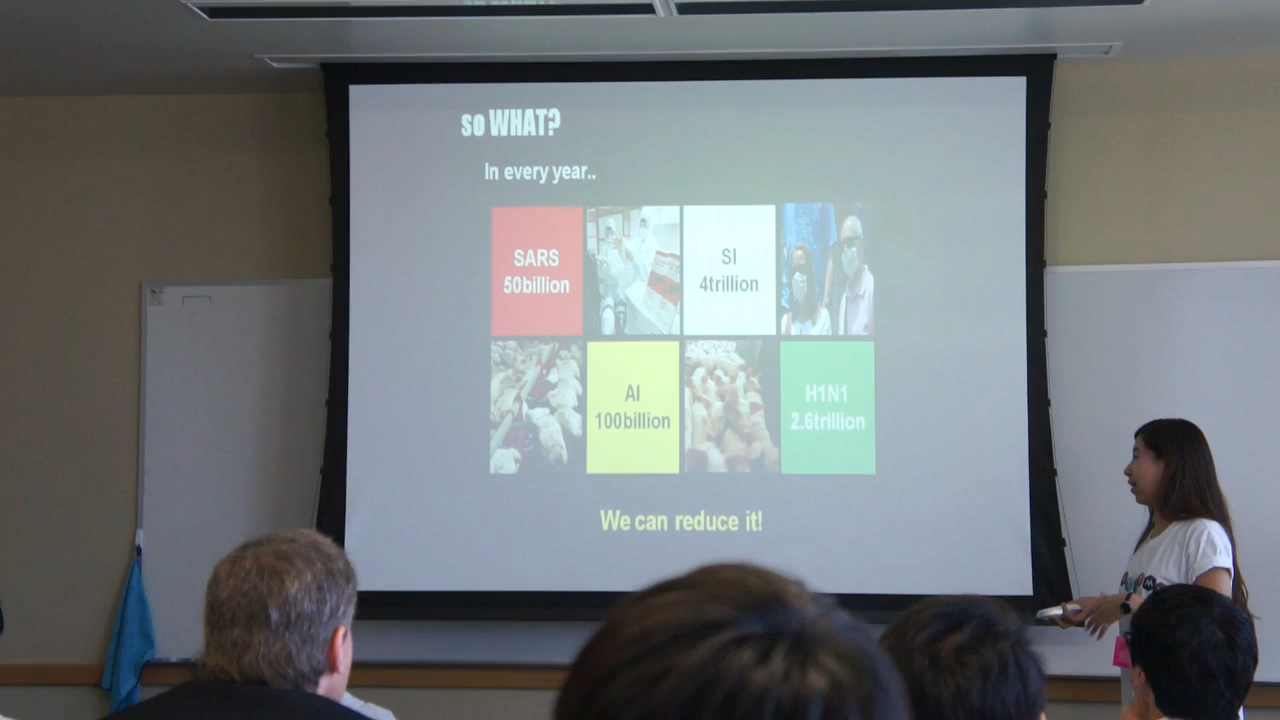 so WHAT?
In every year..
SARS
50billion
SI
4trillion
AI
100billion
H1N1
2.6trillion
We can reduce it!